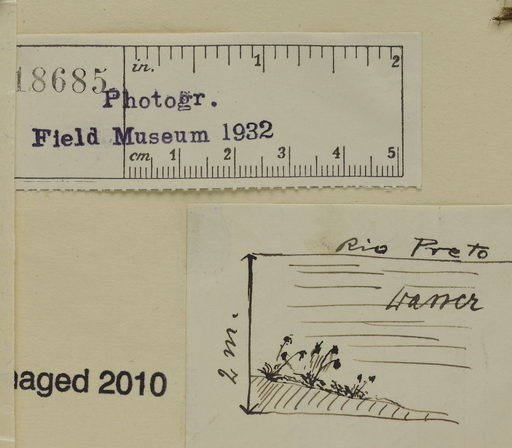 18685
in. 1 2
Photogr.
Field Museum 1932
cm 1 2 3 4 5
Rio Preto
Wasser
2 m.
2010